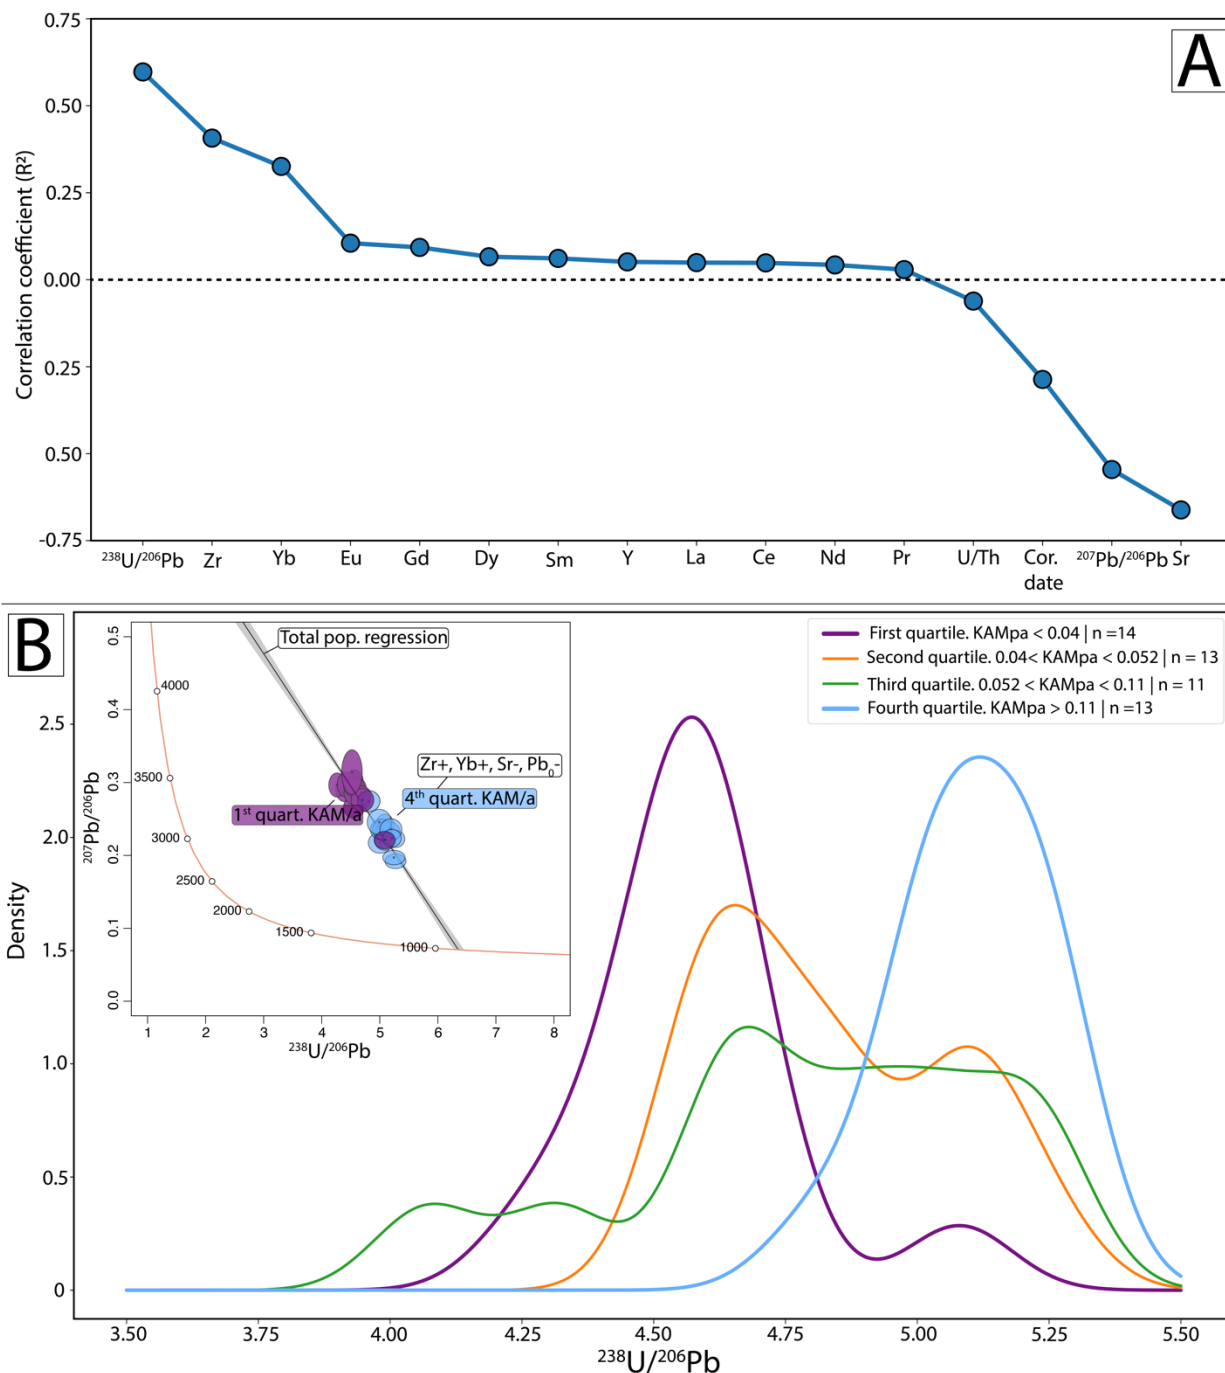 A
0.75
0.50
0.25
0.00
0.25
0.50
-0.75
Correlation coefficient (R²)
²³⁸U/²⁰⁶Pb Zr Yb Eu Gd Dy Sm Y La Ce Nd Pr U/Th Cor. date ²⁰⁷Pb/²⁰⁶Pb Sr
B
First quartile. KAMpa < 0.04 | n =14
Second quartile. 0.04< KAMpa < 0.052 | n = 13
Third quartile. 0.052 < KAMpa < 0.11 | n = 11
Fourth quartile. KAMpa > 0.11 | n =13
Total pop. regression
Zr+, Yb+, Sr-, Pb₀-
4th quart. KAM/a
1st quart. KAM/a
4000
3500
3000
2500
2000
1500
1000
0.5
0.4
0.3
0.2
0.1
0.0
²⁰⁷Pb/²⁰⁶Pb
1 2 3 4 5 6 7 8
²³⁸U/²⁰⁶Pb
2.5
2.0
1.5
1.0
0.5
0
Density
3.50 3.75 4.00 4.25 4.50 4.75 5.00 5.25 5.50
²³⁸U/²⁰⁶Pb